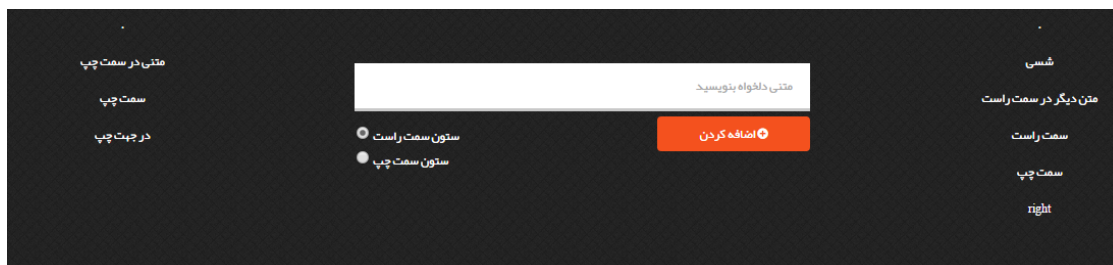 .
شسی
متن دیگر در سمت راست
سمت راست
سمت چپ
right
متنی دلخواه بنویسید
اضافه کردن
ستون سمت راست
ستون سمت چپ
.
متنی در سمت چپ
سمت چپ
در جهت چپ